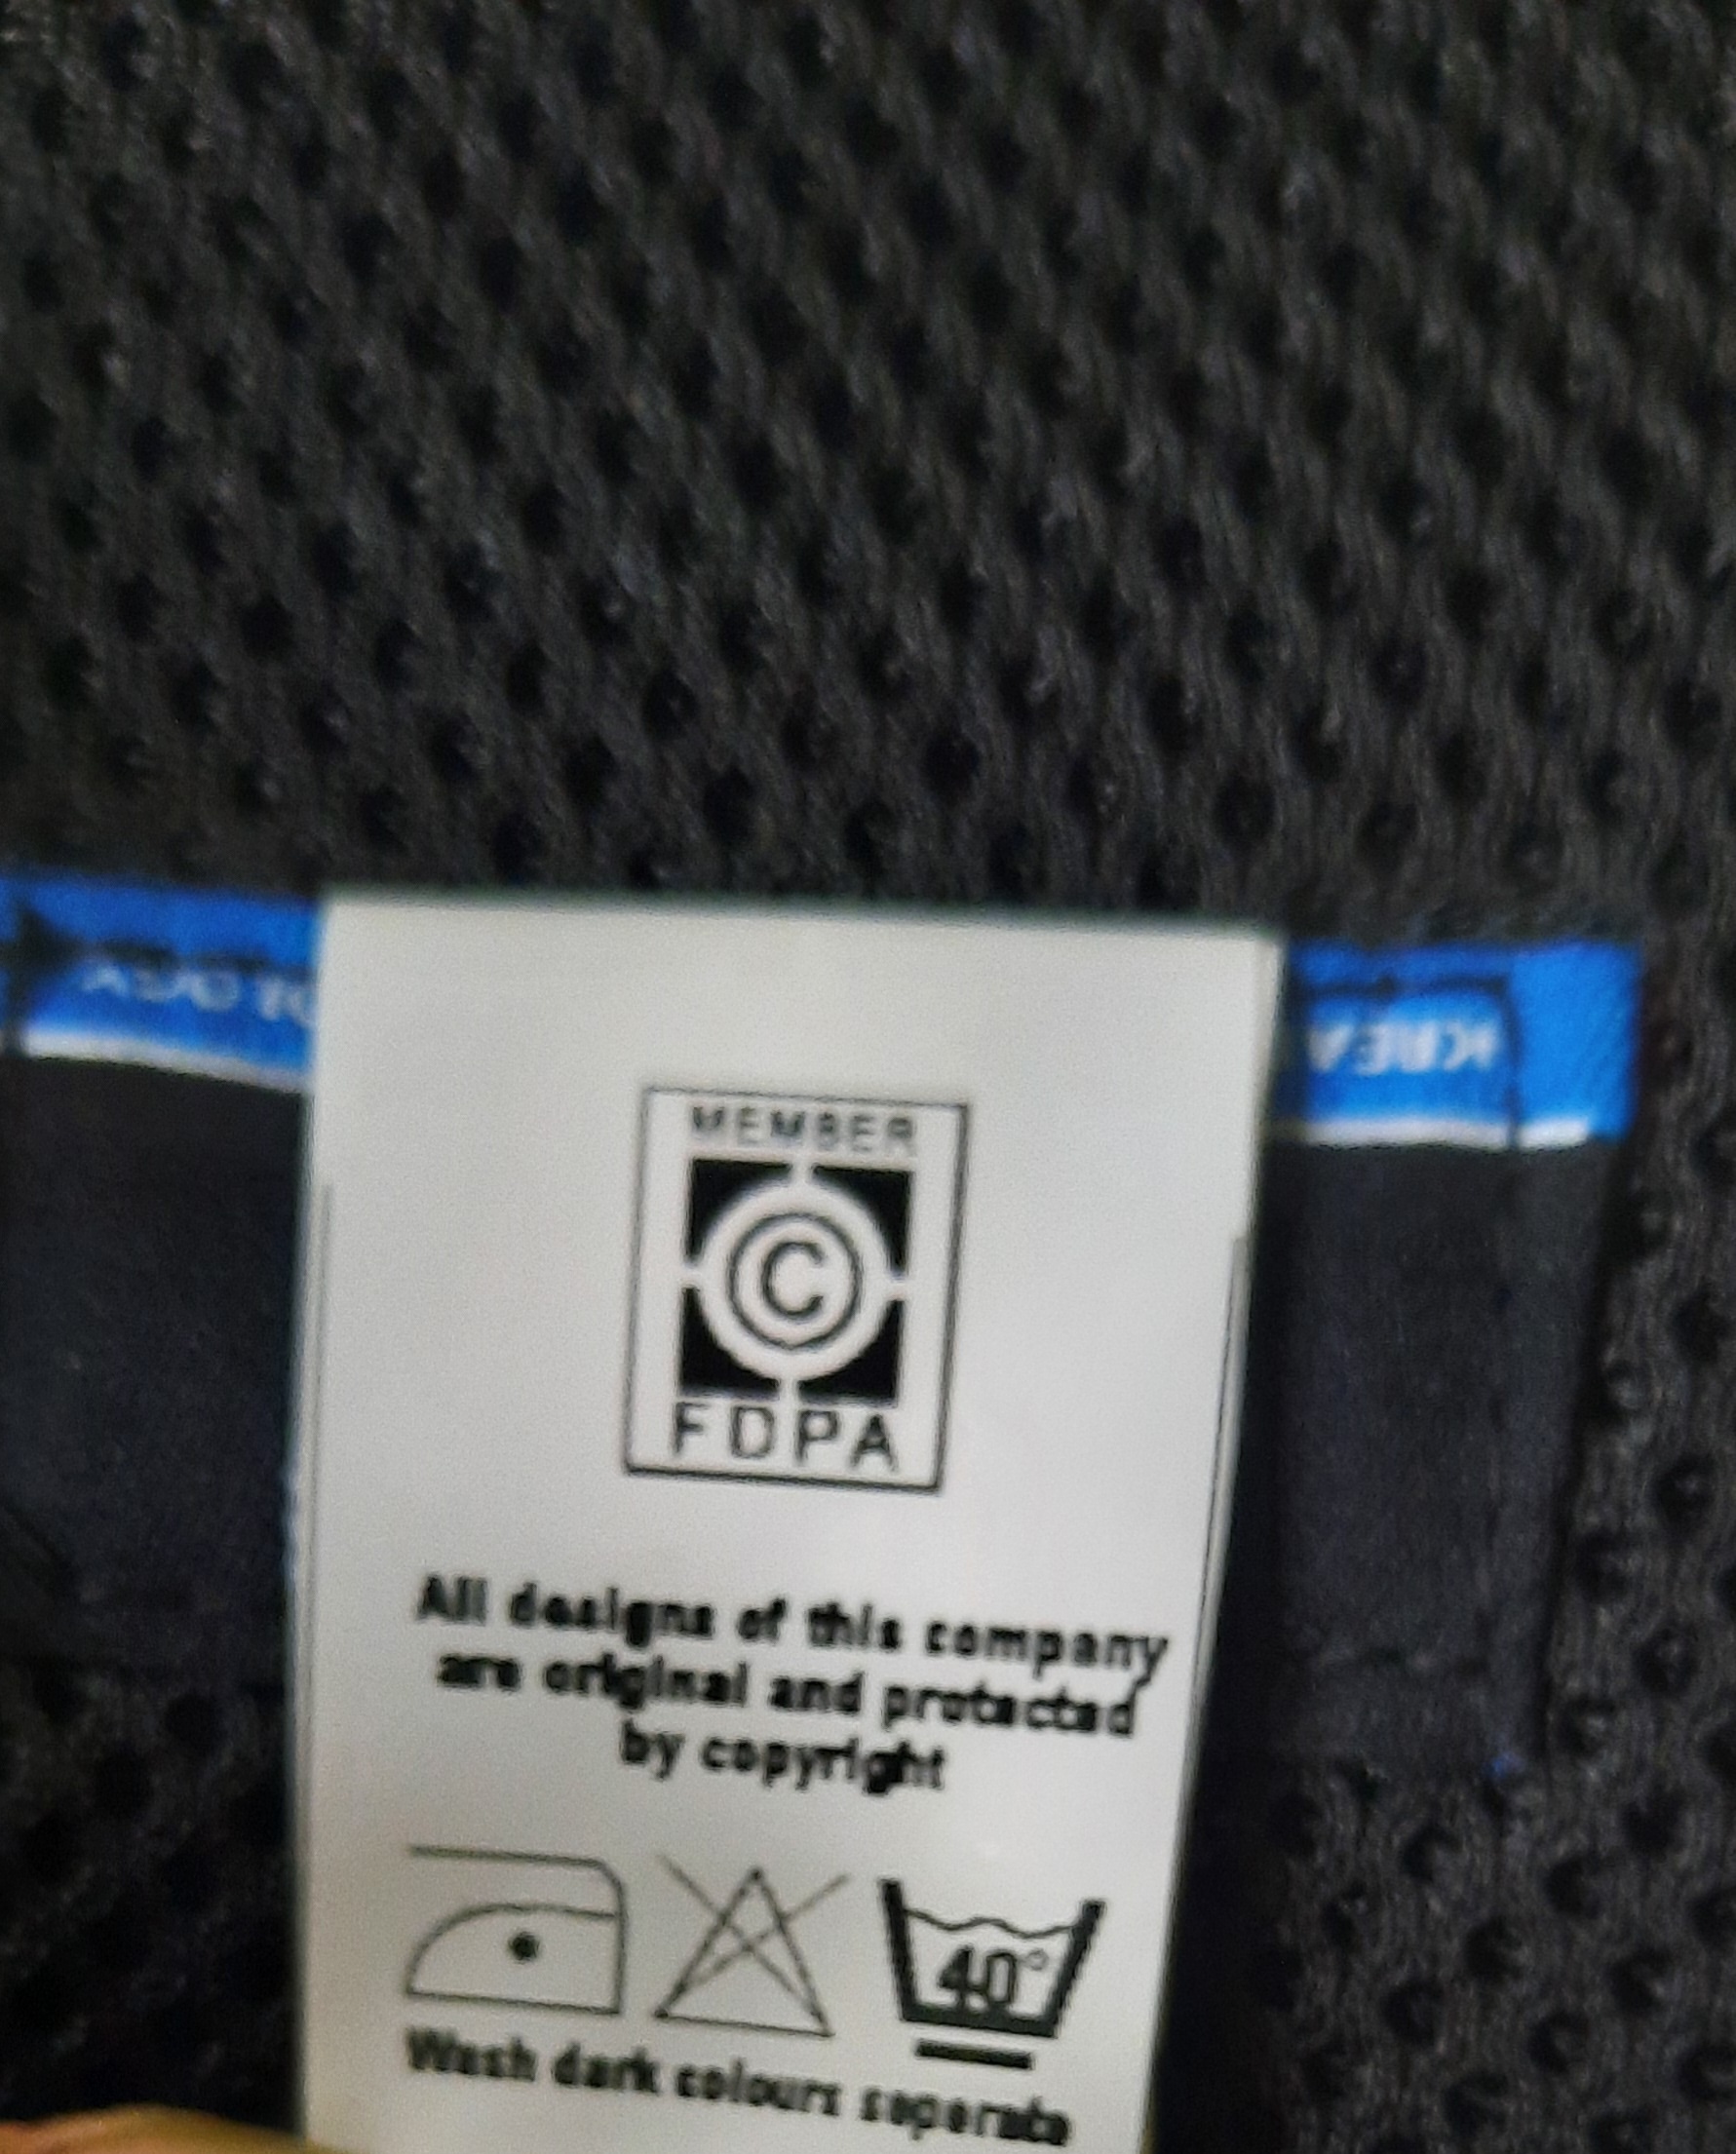 MEMBER
©
FDPA
All designs of this company
are original and protected
by copyright
40°
Wash dark colours seperate